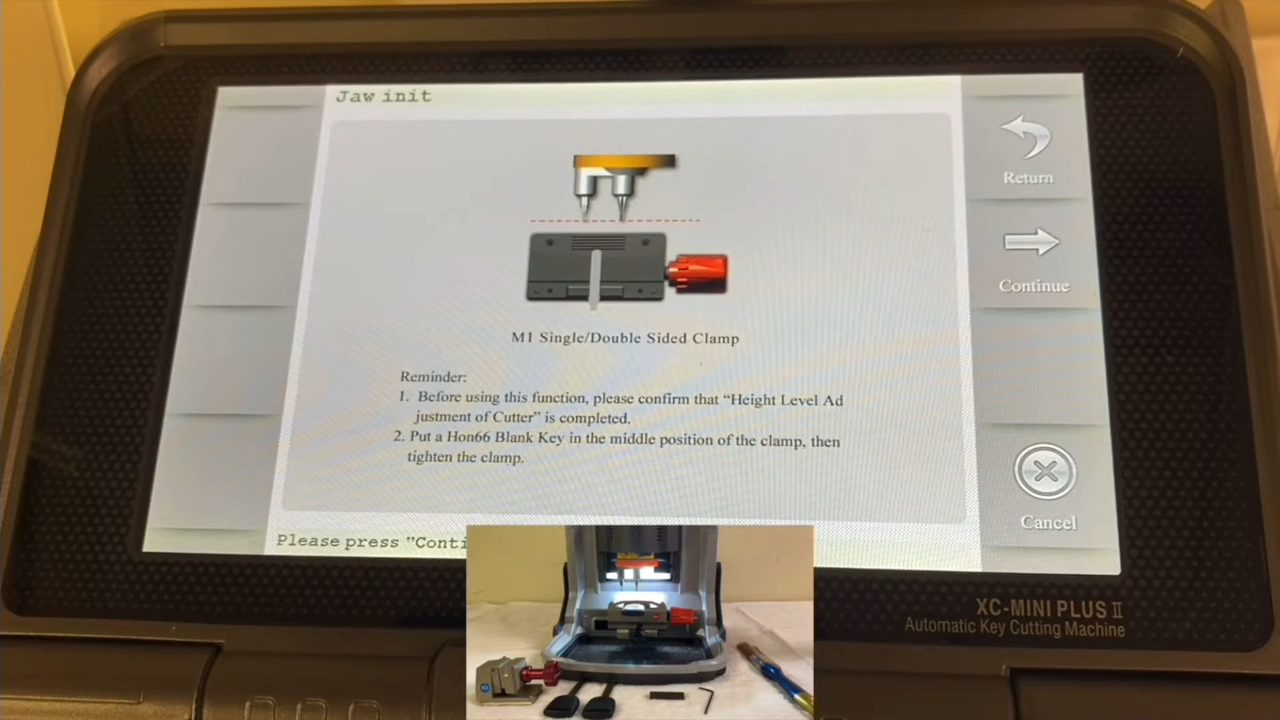 Jaw init
Return
Continue
M1 Single/Double Sided Clamp
Reminder:
1. Before using this function, please confirm that “Height Level Ad
justment of Cutter” is completed.
2. Put a Hon66 Blank Key in the middle position of the clamp, then
tighten the clamp.
Cancel
Please press "Conti
XC-MINI PLUS II
Automatic Key Cutting Machine